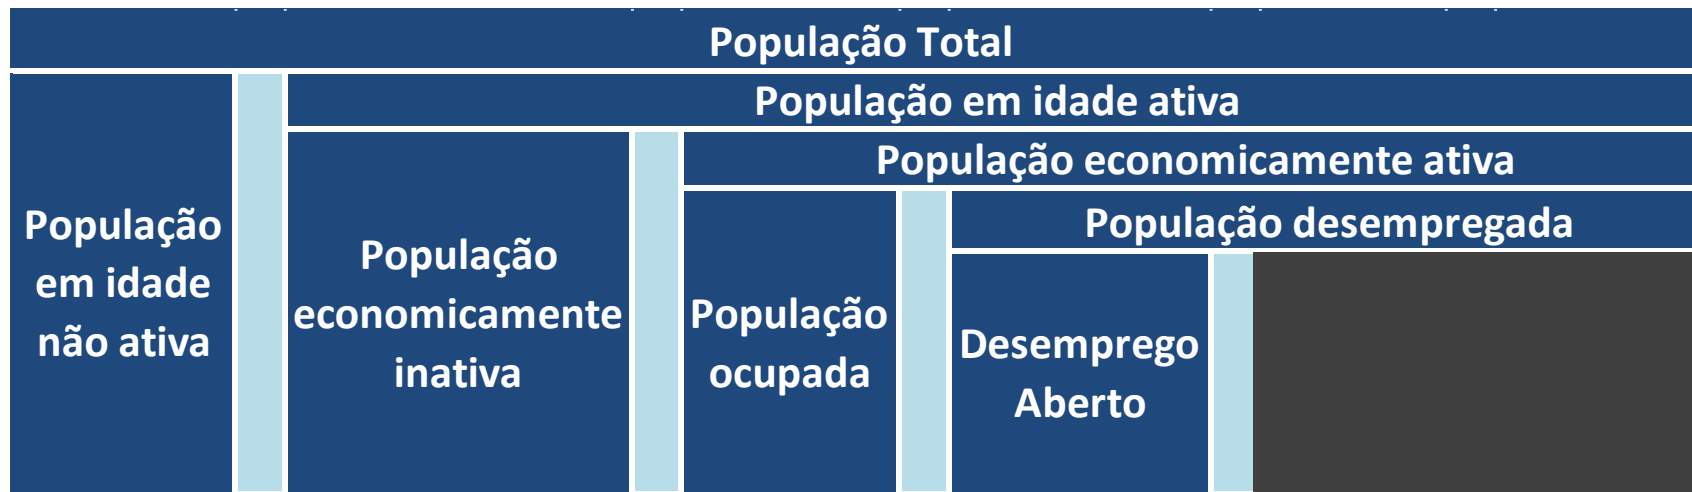 População Total
População em idade ativa
População economicamente ativa
População desempregada
População
em idade
não ativa
População
economicamente
inativa
População
ocupada
Desemprego
Aberto